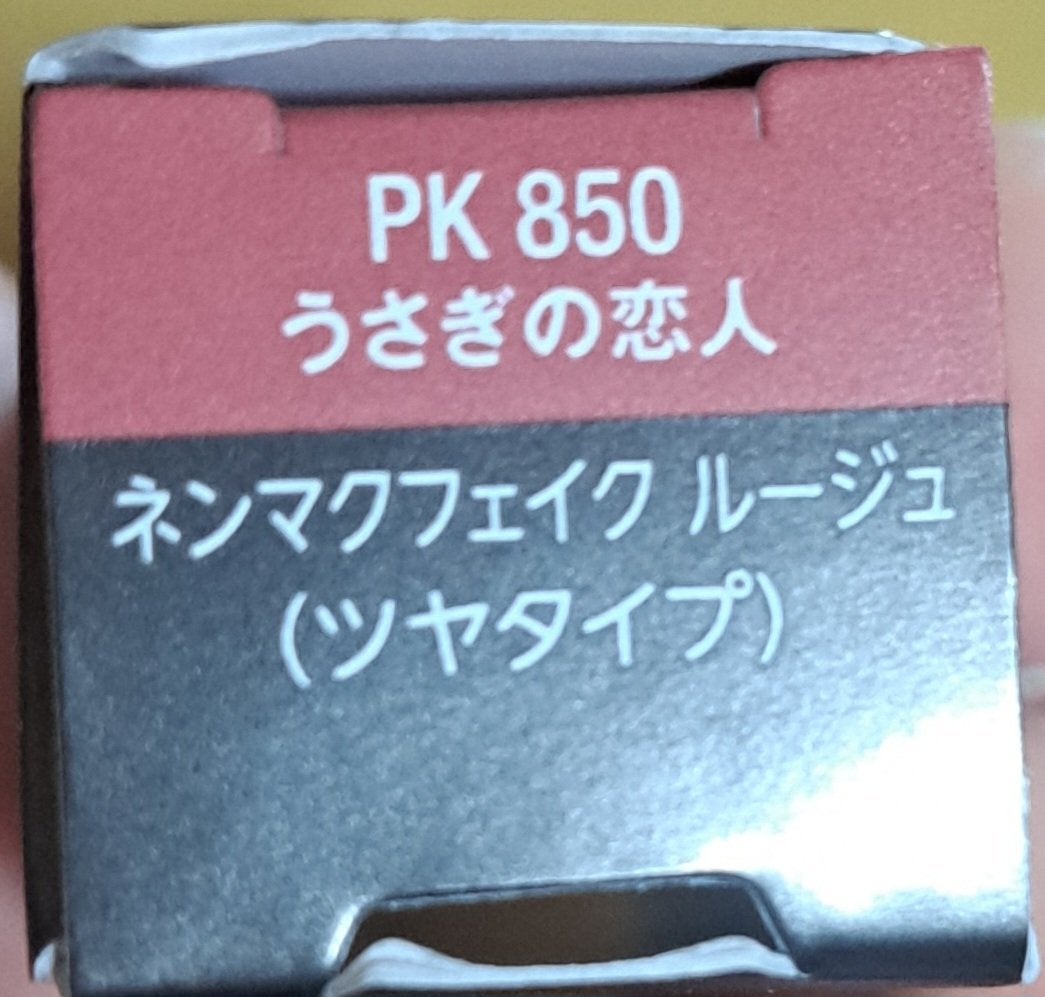 PK 850
うさぎの恋人
ネンマクフェイク ルージュ
(ツヤタイプ)